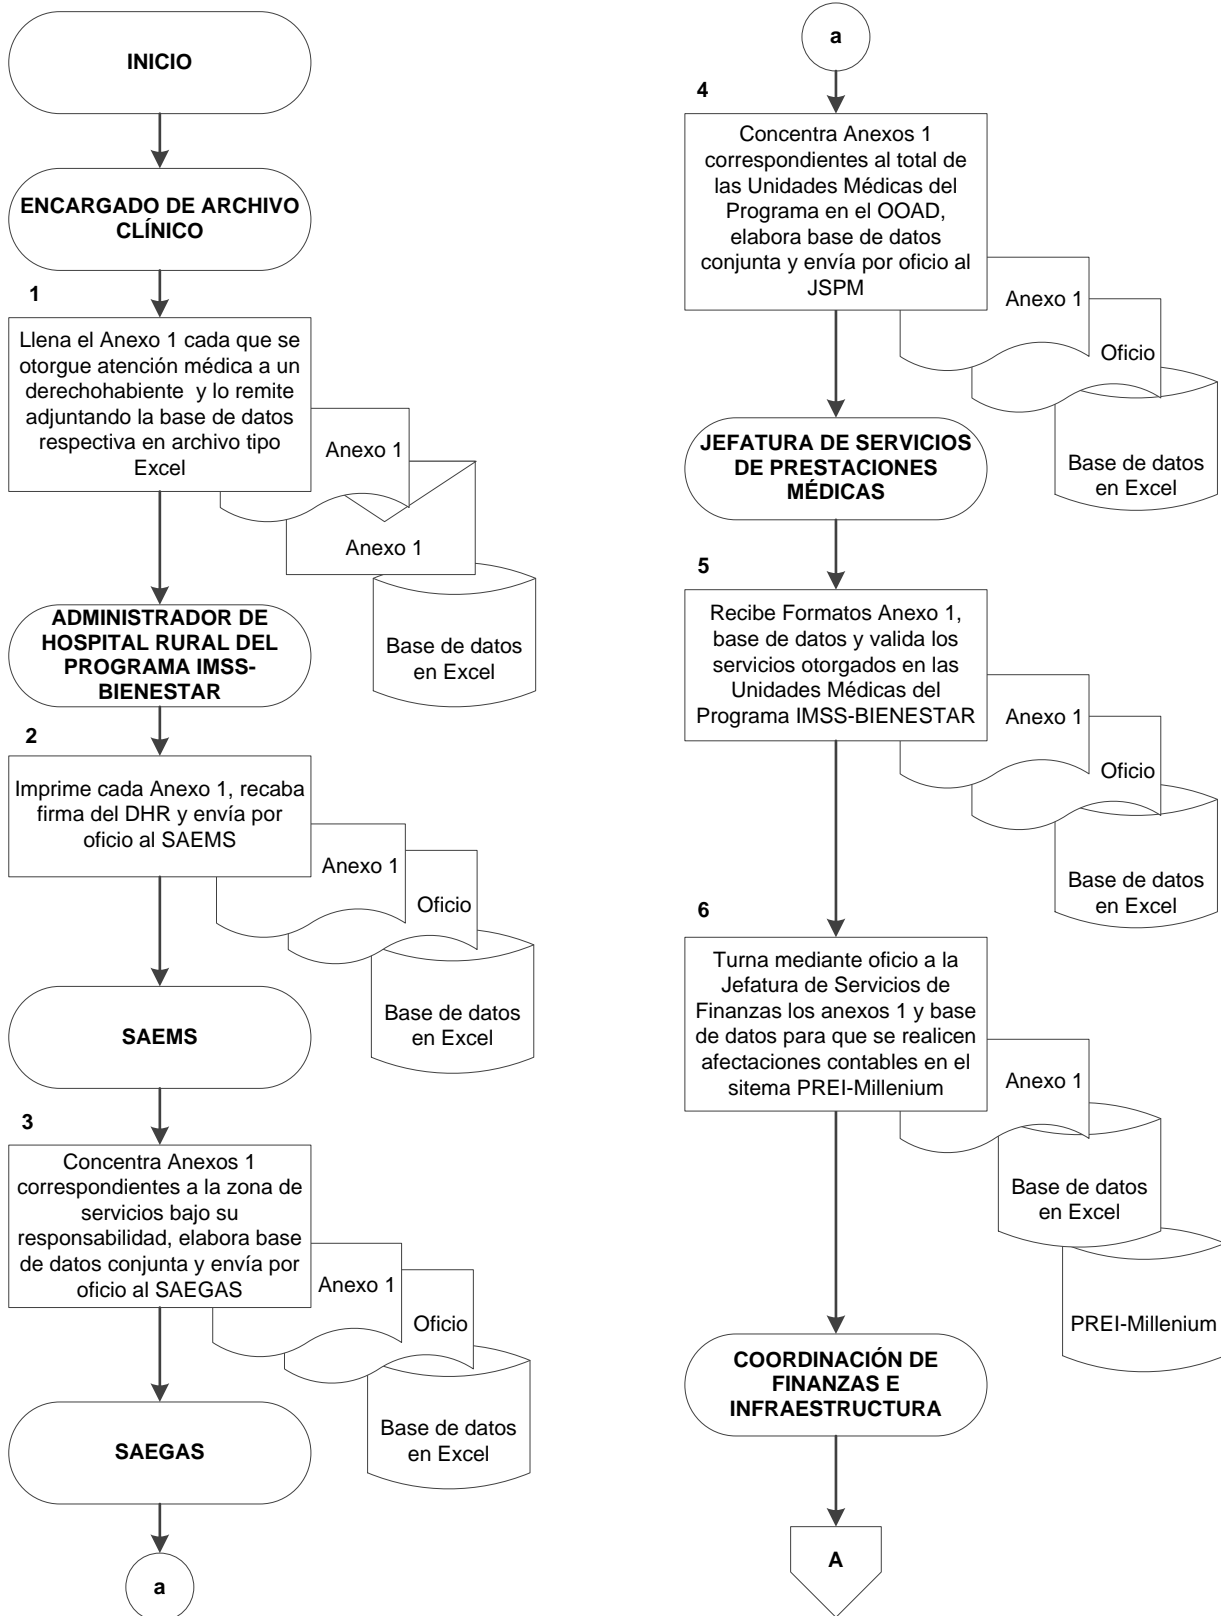 INICIO
ENCARGADO DE ARCHIVO
CLÍNICO
1
Llena el Anexo 1 cada que se
otorgue atención médica a un
derechohabiente y lo remite
adjuntando la base de datos
respectiva en archivo tipo
Excel
Anexo 1
Anexo 1
Base de datos
en Excel
ADMINISTRADOR DE
HOSPITAL RURAL DEL
PROGRAMA IMSS-
BIENESTAR
2
Imprime cada Anexo 1, recaba
firma del DHR y envía por
oficio al SAEMS
Anexo 1
Oficio
Base de datos
en Excel
SAEMS
3
Concentra Anexos 1
correspondientes a la zona de
servicios bajo su
responsabilidad, elabora base
de datos conjunta y envía por
oficio al SAEGAS
Anexo 1
Oficio
Base de datos
en Excel
SAEGAS
a
a
4
Concentra Anexos 1
correspondientes al total de
las Unidades Médicas del
Programa en el OOAD,
elabora base de datos
conjunta y envía por oficio al
JSPM
Anexo 1
Oficio
Base de datos
en Excel
JEFATURA DE SERVICIOS
DE PRESTACIONES
MÉDICAS
5
Recibe Formatos Anexo 1,
base de datos y valida los
servicios otorgados en las
Unidades Médicas del
Programa IMSS-BIENESTAR
Anexo 1
Oficio
Base de datos
en Excel
6
Turna mediante oficio a la
Jefatura de Servicios de
Finanzas los anexos 1 y base
de datos para que se realicen
afectaciones contables en el
sitema PREI-Millenium
Anexo 1
Base de datos
en Excel
PREI-Millenium
COORDINACIÓN DE
FINANZAS E
INFRAESTRUCTURA
A